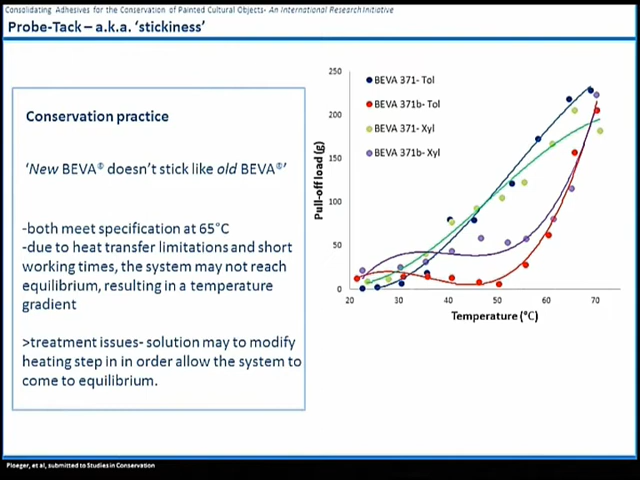 Consolidating Adhesives for the Conservation of Painted Cultural Objects- An International Research Initiative
Probe-Tack – a.k.a. ‘stickiness’
Conservation practice
‘New BEVA® doesn’t stick like old BEVA®’
-both meet specification at 65°C
-due to heat transfer limitations and short
working times, the system may not reach
equilibrium, resulting in a temperature
gradient
>treatment issues- solution may to modify
heating step in in order allow the system to
come to equilibrium.
250
200
150
100
50
0
Pull-off load (g)
BEVA 371- Tol
BEVA 371b- Tol
BEVA 371- Xyl
BEVA 371b- Xyl
20 30 40 50 60 70
Temperature (°C)
Ploeger, et al, submitted to Studies in Conservation